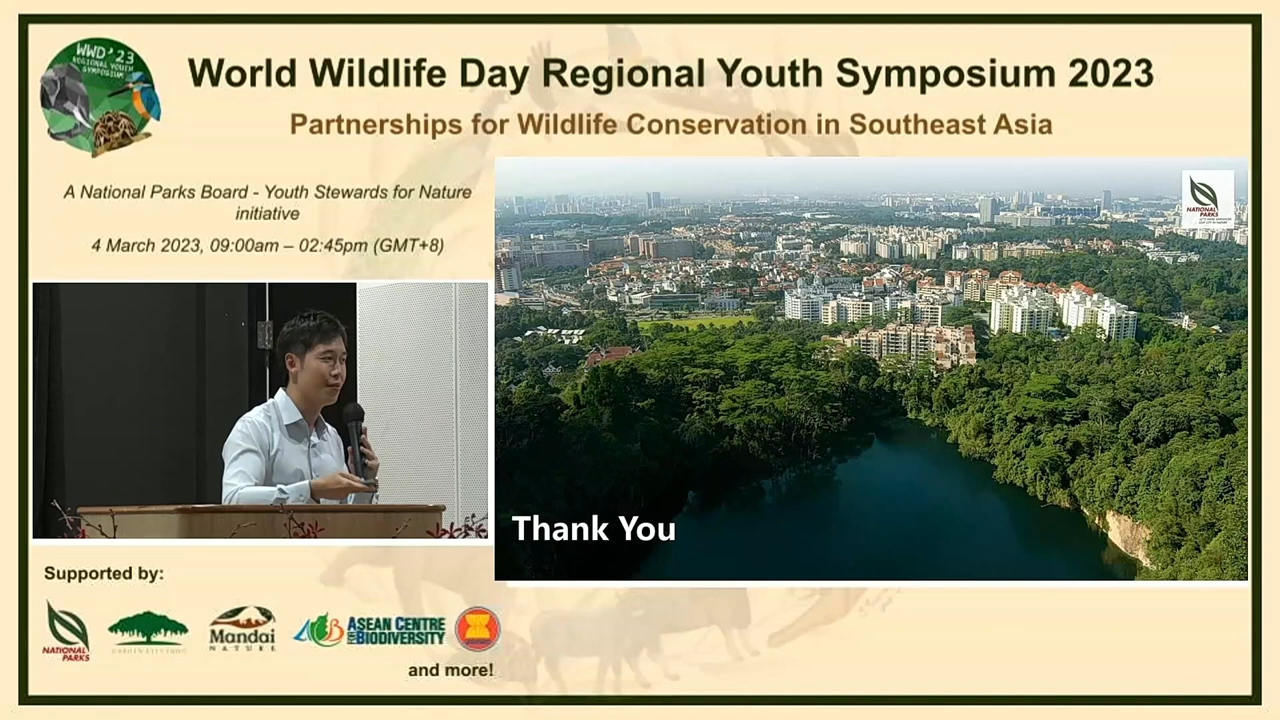 WWD'23
REGIONAL YOUTH
SYMPOSIUM
World Wildlife Day Regional Youth Symposium 2023
Partnerships for Wildlife Conservation in Southeast Asia
A National Parks Board - Youth Stewards for Nature
initiative
4 March 2023, 09:00am – 02:45pm (GMT+8)
NATIONAL
PARKS
Thank You
Supported by:
NATIONAL
PARKS
Mandai
NATURE
ASEAN CENTRE
FOR BIODIVERSITY
and more!